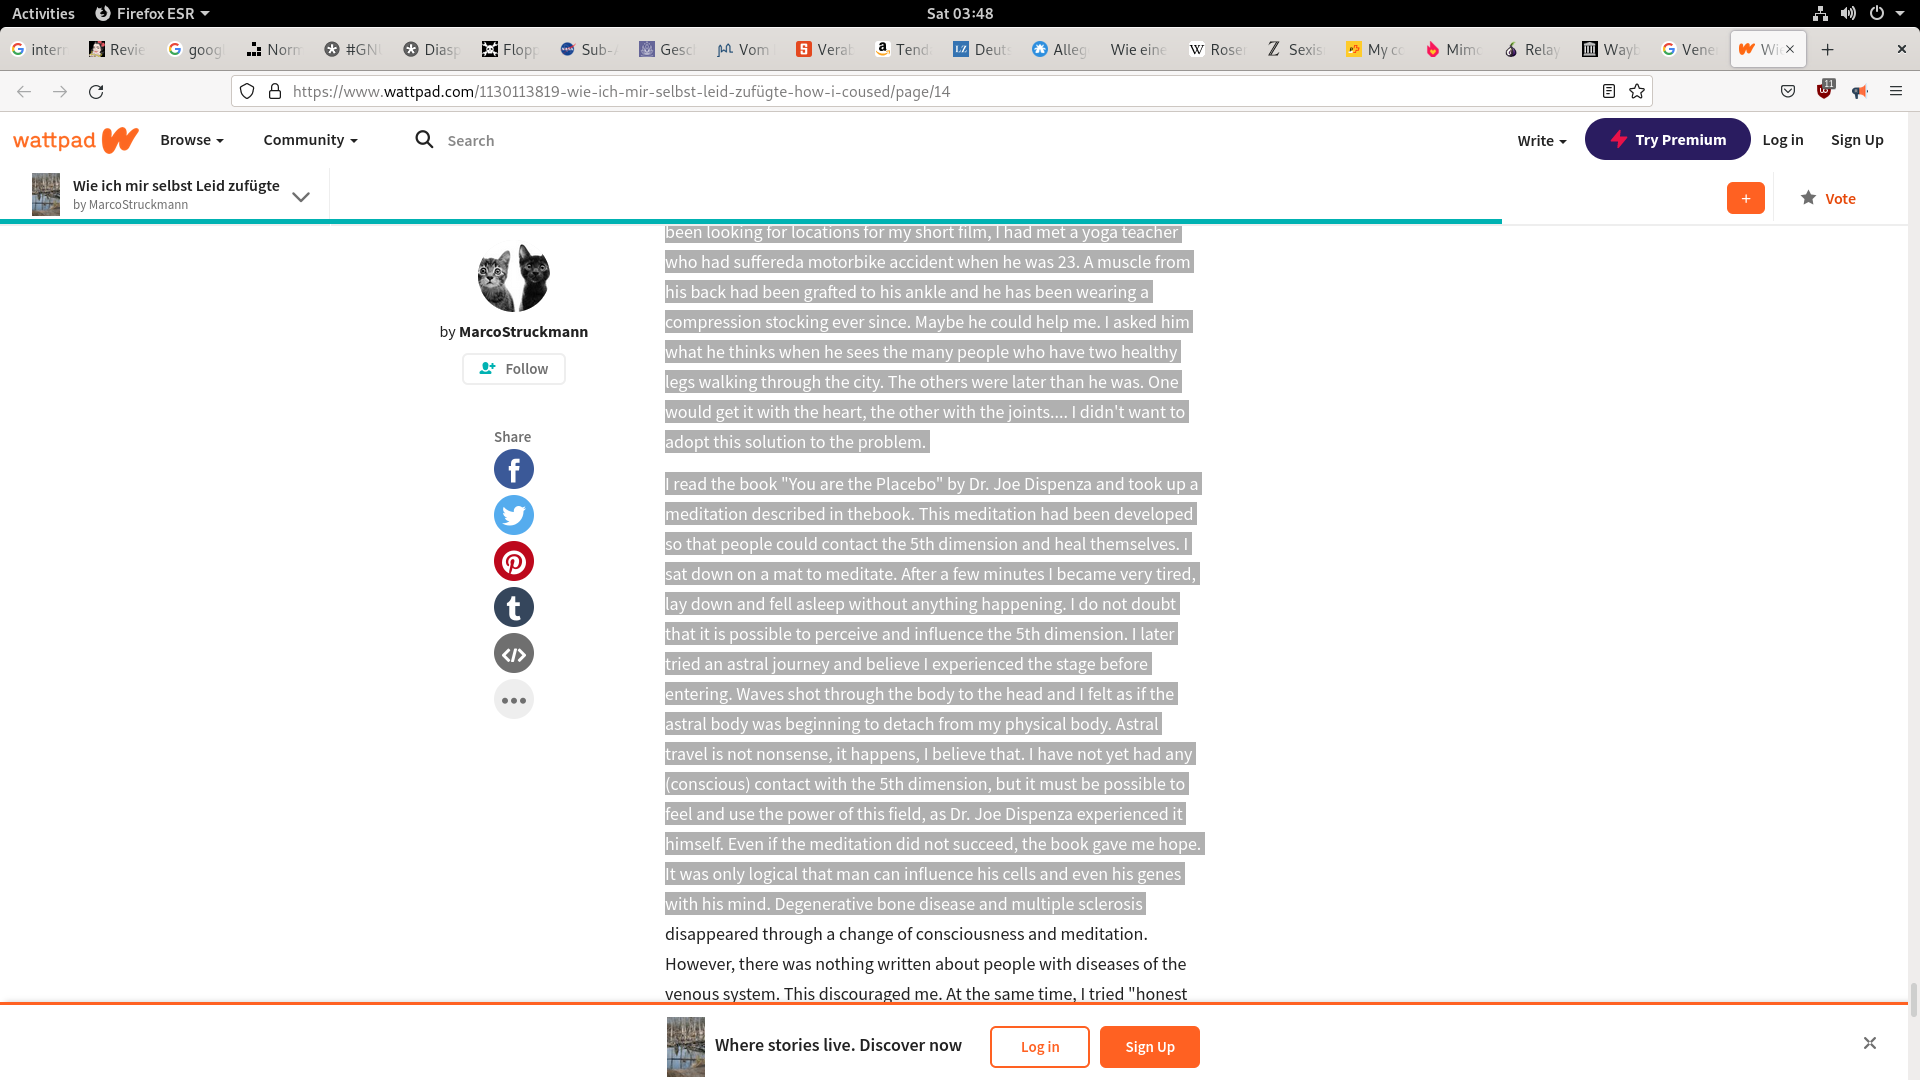 Activities Firefox ESR Sat 03:48
intern Revie goog Norm #GNU Diasp Flopp Sub-A Gesch Vom Verab Tenda Deuts Alleg Wie eine Rosen Sexis My co Mimo Relay Wayb Vene Wie
https://www.wattpad.com/1130113819-wie-ich-mir-selbst-leid-zufügte-how-i-coused/page/14
11
wattpad Browse Community Search Write Try Premium Log in Sign Up
Wie ich mir selbst Leid zufügte
by MarcoStruckmann
+ Vote
by MarcoStruckmann
Follow
Share
been looking for locations for my short film, I had met a yoga teacher
who had suffereda motorbike accident when he was 23. A muscle from
his back had been grafted to his ankle and he has been wearing a
compression stocking ever since. Maybe he could help me. I asked him
what he thinks when he sees the many people who have two healthy
legs walking through the city. The others were later than he was. One
would get it with the heart, the other with the joints.... I didn't want to
adopt this solution to the problem.
I read the book "You are the Placebo" by Dr. Joe Dispenza and took up a
meditation described in thebook. This meditation had been developed
so that people could contact the 5th dimension and heal themselves. I
sat down on a mat to meditate. After a few minutes I became very tired,
lay down and fell asleep without anything happening. I do not doubt
that it is possible to perceive and influence the 5th dimension. I later
tried an astral journey and believe I experienced the stage before
entering. Waves shot through the body to the head and I felt as if the
astral body was beginning to detach from my physical body. Astral
travel is not nonsense, it happens, I believe that. I have not yet had any
(conscious) contact with the 5th dimension, but it must be possible to
feel and use the power of this field, as Dr. Joe Dispenza experienced it
himself. Even if the meditation did not succeed, the book gave me hope.
It was only logical that man can influence his cells and even his genes
with his mind. Degenerative bone disease and multiple sclerosis
disappeared through a change of consciousness and meditation.
However, there was nothing written about people with diseases of the
venous system. This discouraged me. At the same time, I tried "honest
Where stories live. Discover now Log in Sign Up